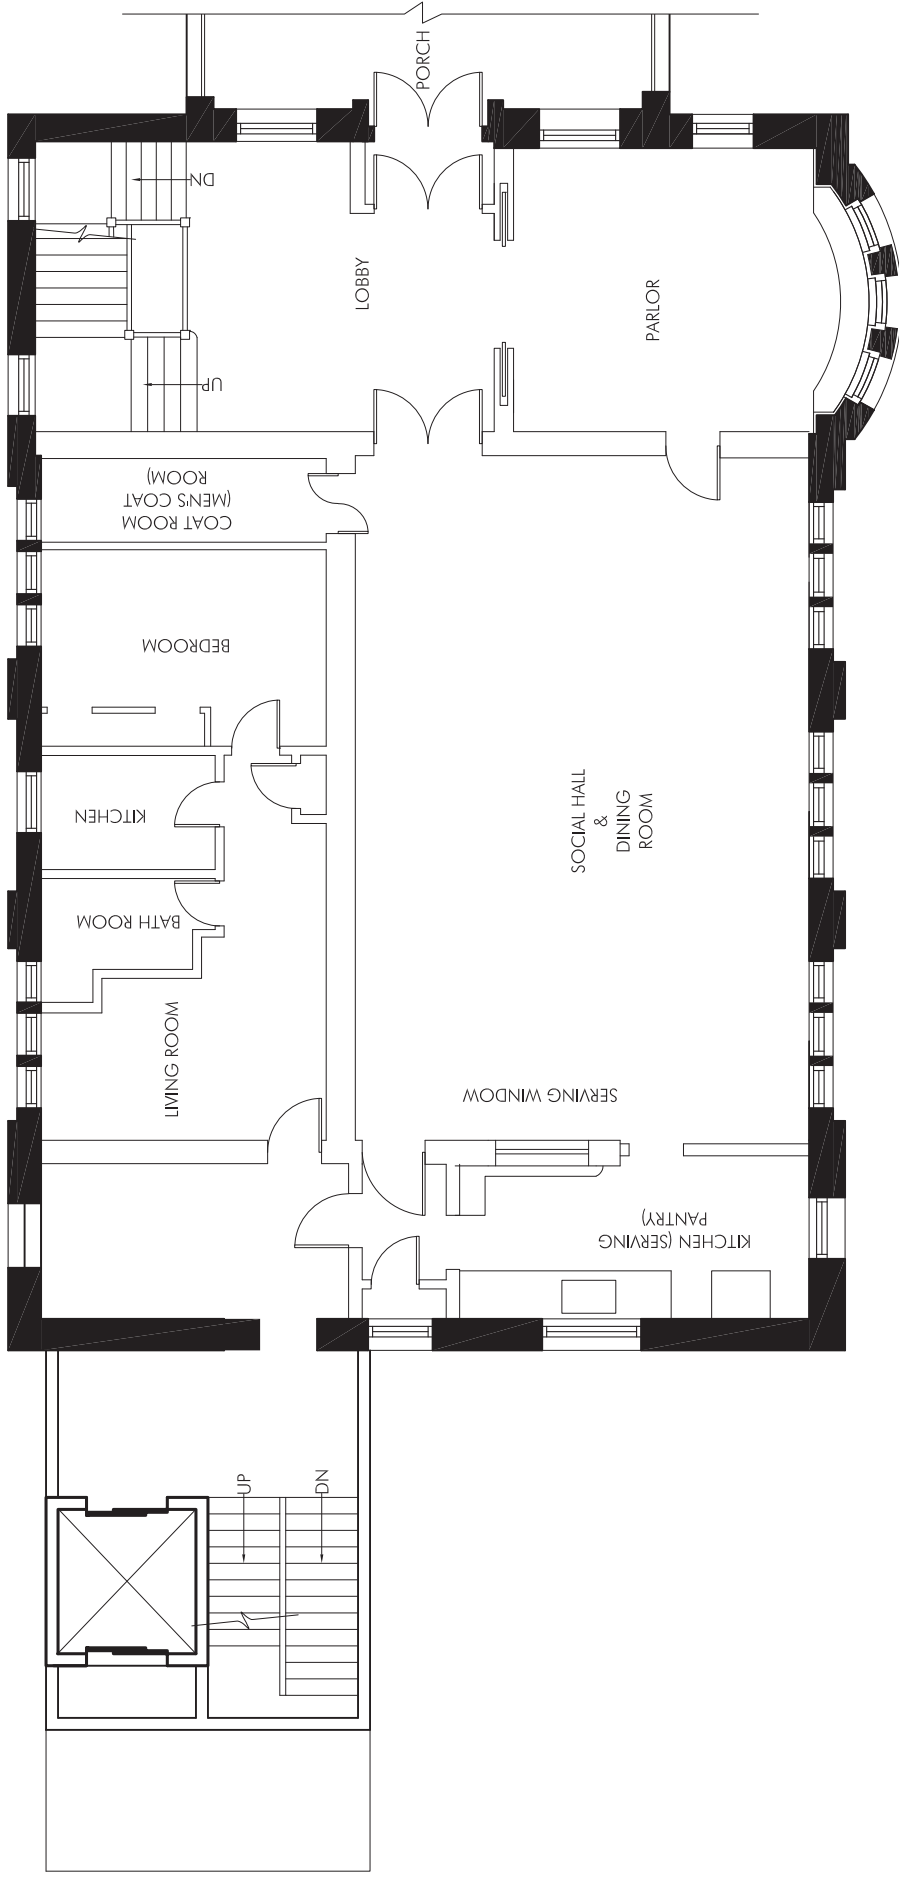 PORCH
DN
LOBBY
PARLOR
UP
COAT ROOM
(MEN'S COAT
ROOM)
BEDROOM
KITCHEN
SOCIAL HALL
&
DINING
ROOM
BATH ROOM
LIVING ROOM
SERVING WINDOW
KITCHEN (SERVING
PANTRY)
UP
DN